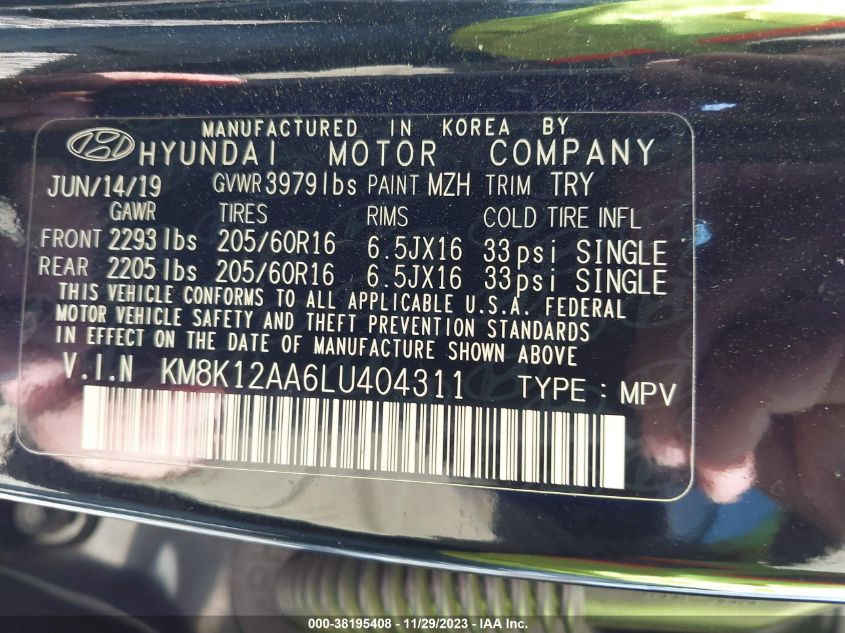 MANUFACTURED IN KOREA BY
HYUNDAI MOTOR COMPANY
JUN/14/19 GVWR 3979lbs PAINT MZH TRIM TRY
GAWR TIRES RIMS COLD TIRE INFL
FRONT 2293lbs 205/60R16 6.5JX16 33psi SINGLE
REAR 2205lbs 205/60R16 6.5JX16 33psi SINGLE
THIS VEHICLE CONFORMS TO ALL APPLICABLE U.S.A. FEDERAL
MOTOR VEHICLE SAFETY AND THEFT PREVENTION STANDARDS
IN EFFECT ON THE DATE OF MANUFACTURE SHOWN ABOVE
V.I.N KM8K12AA6LU404311 TYPE : MPV
000-38195408 - 11/29/2023 - IAA Inc.